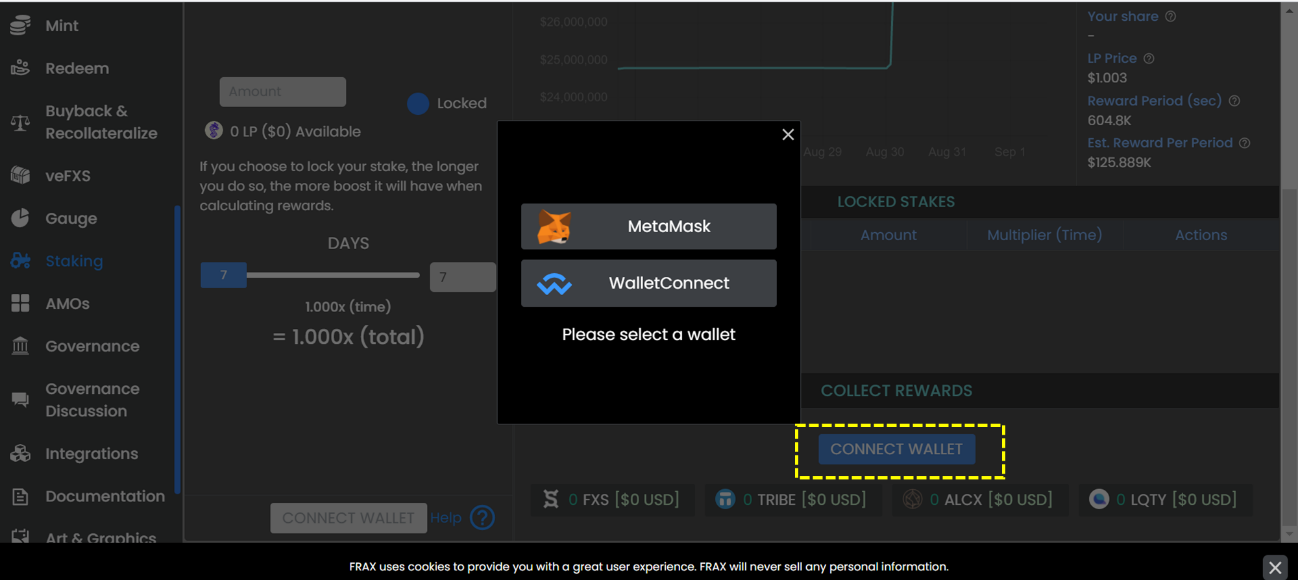 Mint
Redeem
Buyback &
Recollateralize
veFXS
Gauge
Staking
AMOs
Governance
Governance
Discussion
Integrations
Documentation
Art & Graphics
Amount
Locked
0 LP ($0) Available
If you choose to lock your stake, the longer
you do so, the more boost it will have when
calculating rewards.
DAYS
7
7
1.000x (time)
= 1.000x (total)
CONNECT WALLET
Help ?
$26,000,000
$25,000,000
$24,000,000
Aug 29 Aug 30 Aug 31 Sep 1
Your share ?
-
LP Price ?
$1.003
Reward Period (sec) ?
604.8K
Est. Reward Per Period ?
$125.889K
MetaMask
WalletConnect
Please select a wallet
LOCKED STAKES
Amount Multiplier (Time) Actions
COLLECT REWARDS
CONNECT WALLET
0 FXS [$0 USD] 0 TRIBE [$0 USD] 0 ALCX [$0 USD] 0 LQTY [$0 USD]
FRAX uses cookies to provide you with a great user experience. FRAX will never sell any personal information.